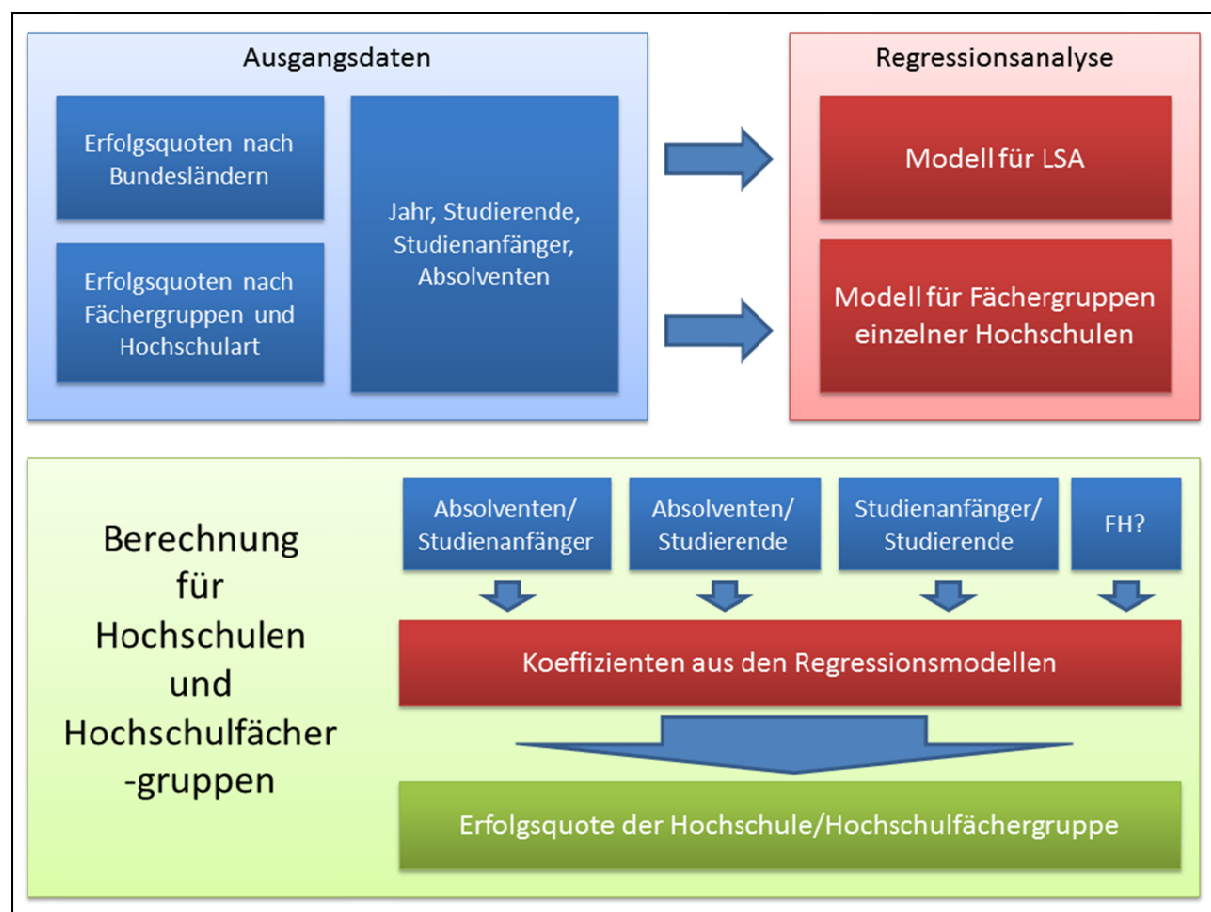 Ausgangsdaten
Erfolgsquoten nach
Bundesländern
Erfolgsquoten nach
Fächergruppen und
Hochschulart
Jahr, Studierende,
Studienanfänger,
Absolventen
Regressionsanalyse
Modell für LSA
Modell für Fächergruppen
einzelner Hochschulen
Berechnung
für
Hochschulen
und
Hochschulfächer
-gruppen
Absolventen/
Studienanfänger
Absolventen/
Studierende
Studienanfänger/
Studierende
FH?
Koeffizienten aus den Regressionsmodellen
Erfolgsquote der Hochschule/Hochschulfächergruppe